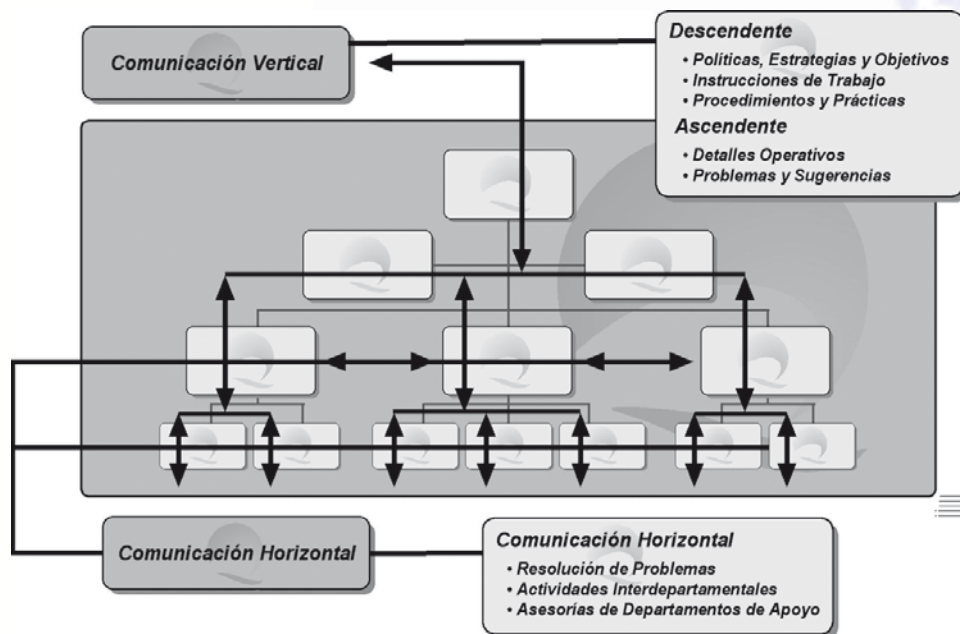 Comunicación Vertical
Descendente
• Políticas, Estrategias y Objetivos
• Instrucciones de Trabajo
• Procedimientos y Prácticas
Ascendente
• Detalles Operativos
• Problemas y Sugerencias
Comunicación Horizontal
Comunicación Horizontal
• Resolución de Problemas
• Actividades Interdepartamentales
• Asesorías de Departamentos de Apoyo